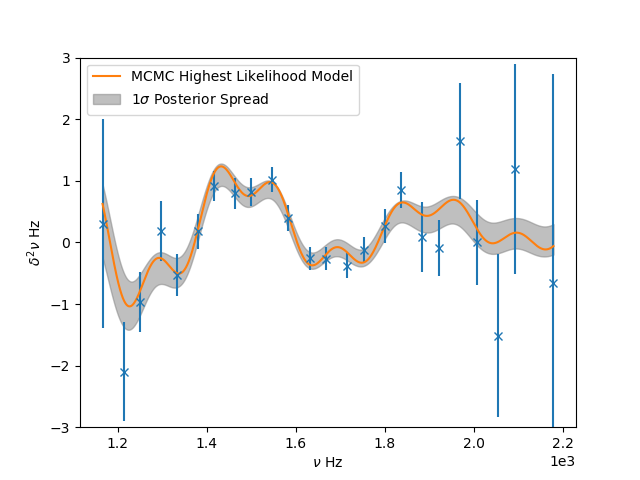 MCMC Highest Likelihood Model
1σ Posterior Spread
δ²ν Hz
3
2
1
0
−1
−2
−3
1.2 1.4 1.6 1.8 2.0 2.2
1e3
ν Hz